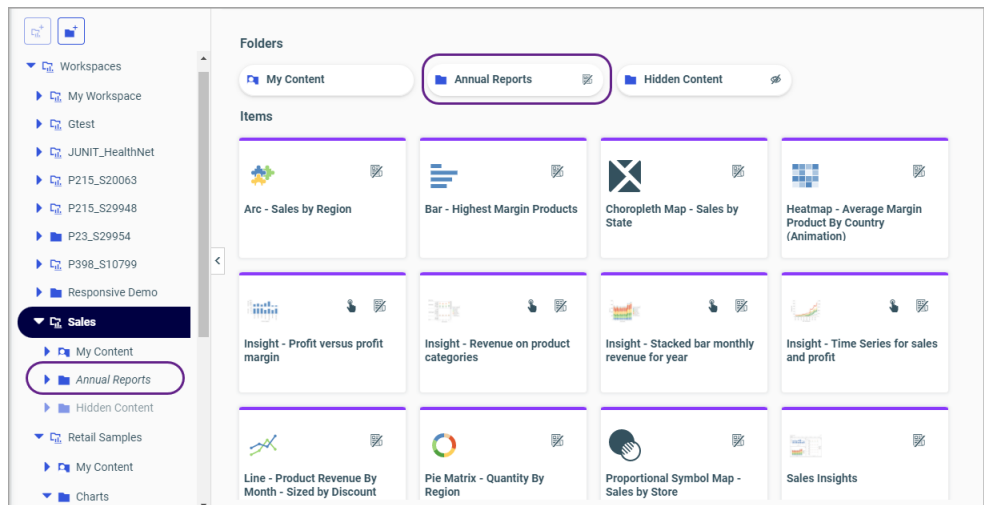 Workspaces
My Workspace
Gtest
JUNIT_HealthNet
P215_S20063
P215_S29948
P23_S29954
P398_S10799
Responsive Demo
Sales
My Content
Annual Reports
Hidden Content
Retail Samples
My Content
Charts
Folders
My Content
Annual Reports
Hidden Content
Items
Arc - Sales by Region
Bar - Highest Margin Products
Choropleth Map - Sales by
State
Heatmap - Average Margin
Product By Country
(Animation)
Insight - Profit versus profit
margin
Insight - Revenue on product
categories
Insight - Stacked bar monthly
revenue for year
Insight - Time Series for sales
and profit
Line - Product Revenue By
Month - Sized by Discount
Pie Matrix - Quantity By
Region
Proportional Symbol Map -
Sales by Store
Sales Insights